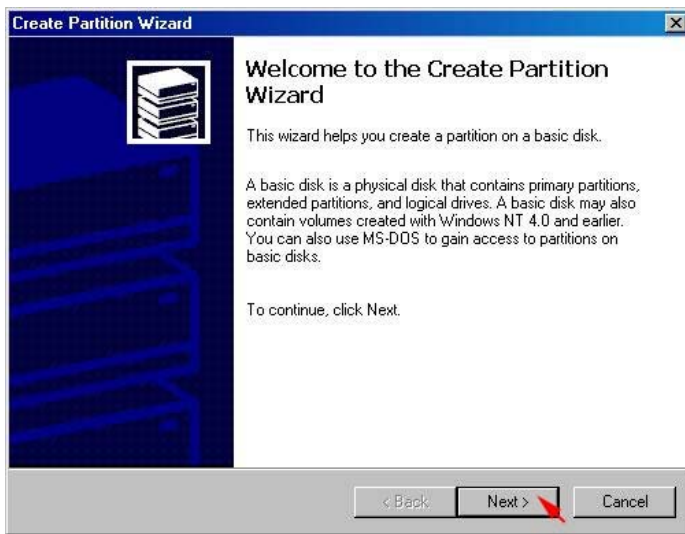 Create Partition Wizard
Welcome to the Create Partition
Wizard
This wizard helps you create a partition on a basic disk.
A basic disk is a physical disk that contains primary partitions,
extended partitions, and logical drives. A basic disk may also
contain volumes created with Windows NT 4.0 and earlier.
You can also use MS-DOS to gain access to partitions on
basic disks.
To continue, click Next.
< Back
Next >
Cancel